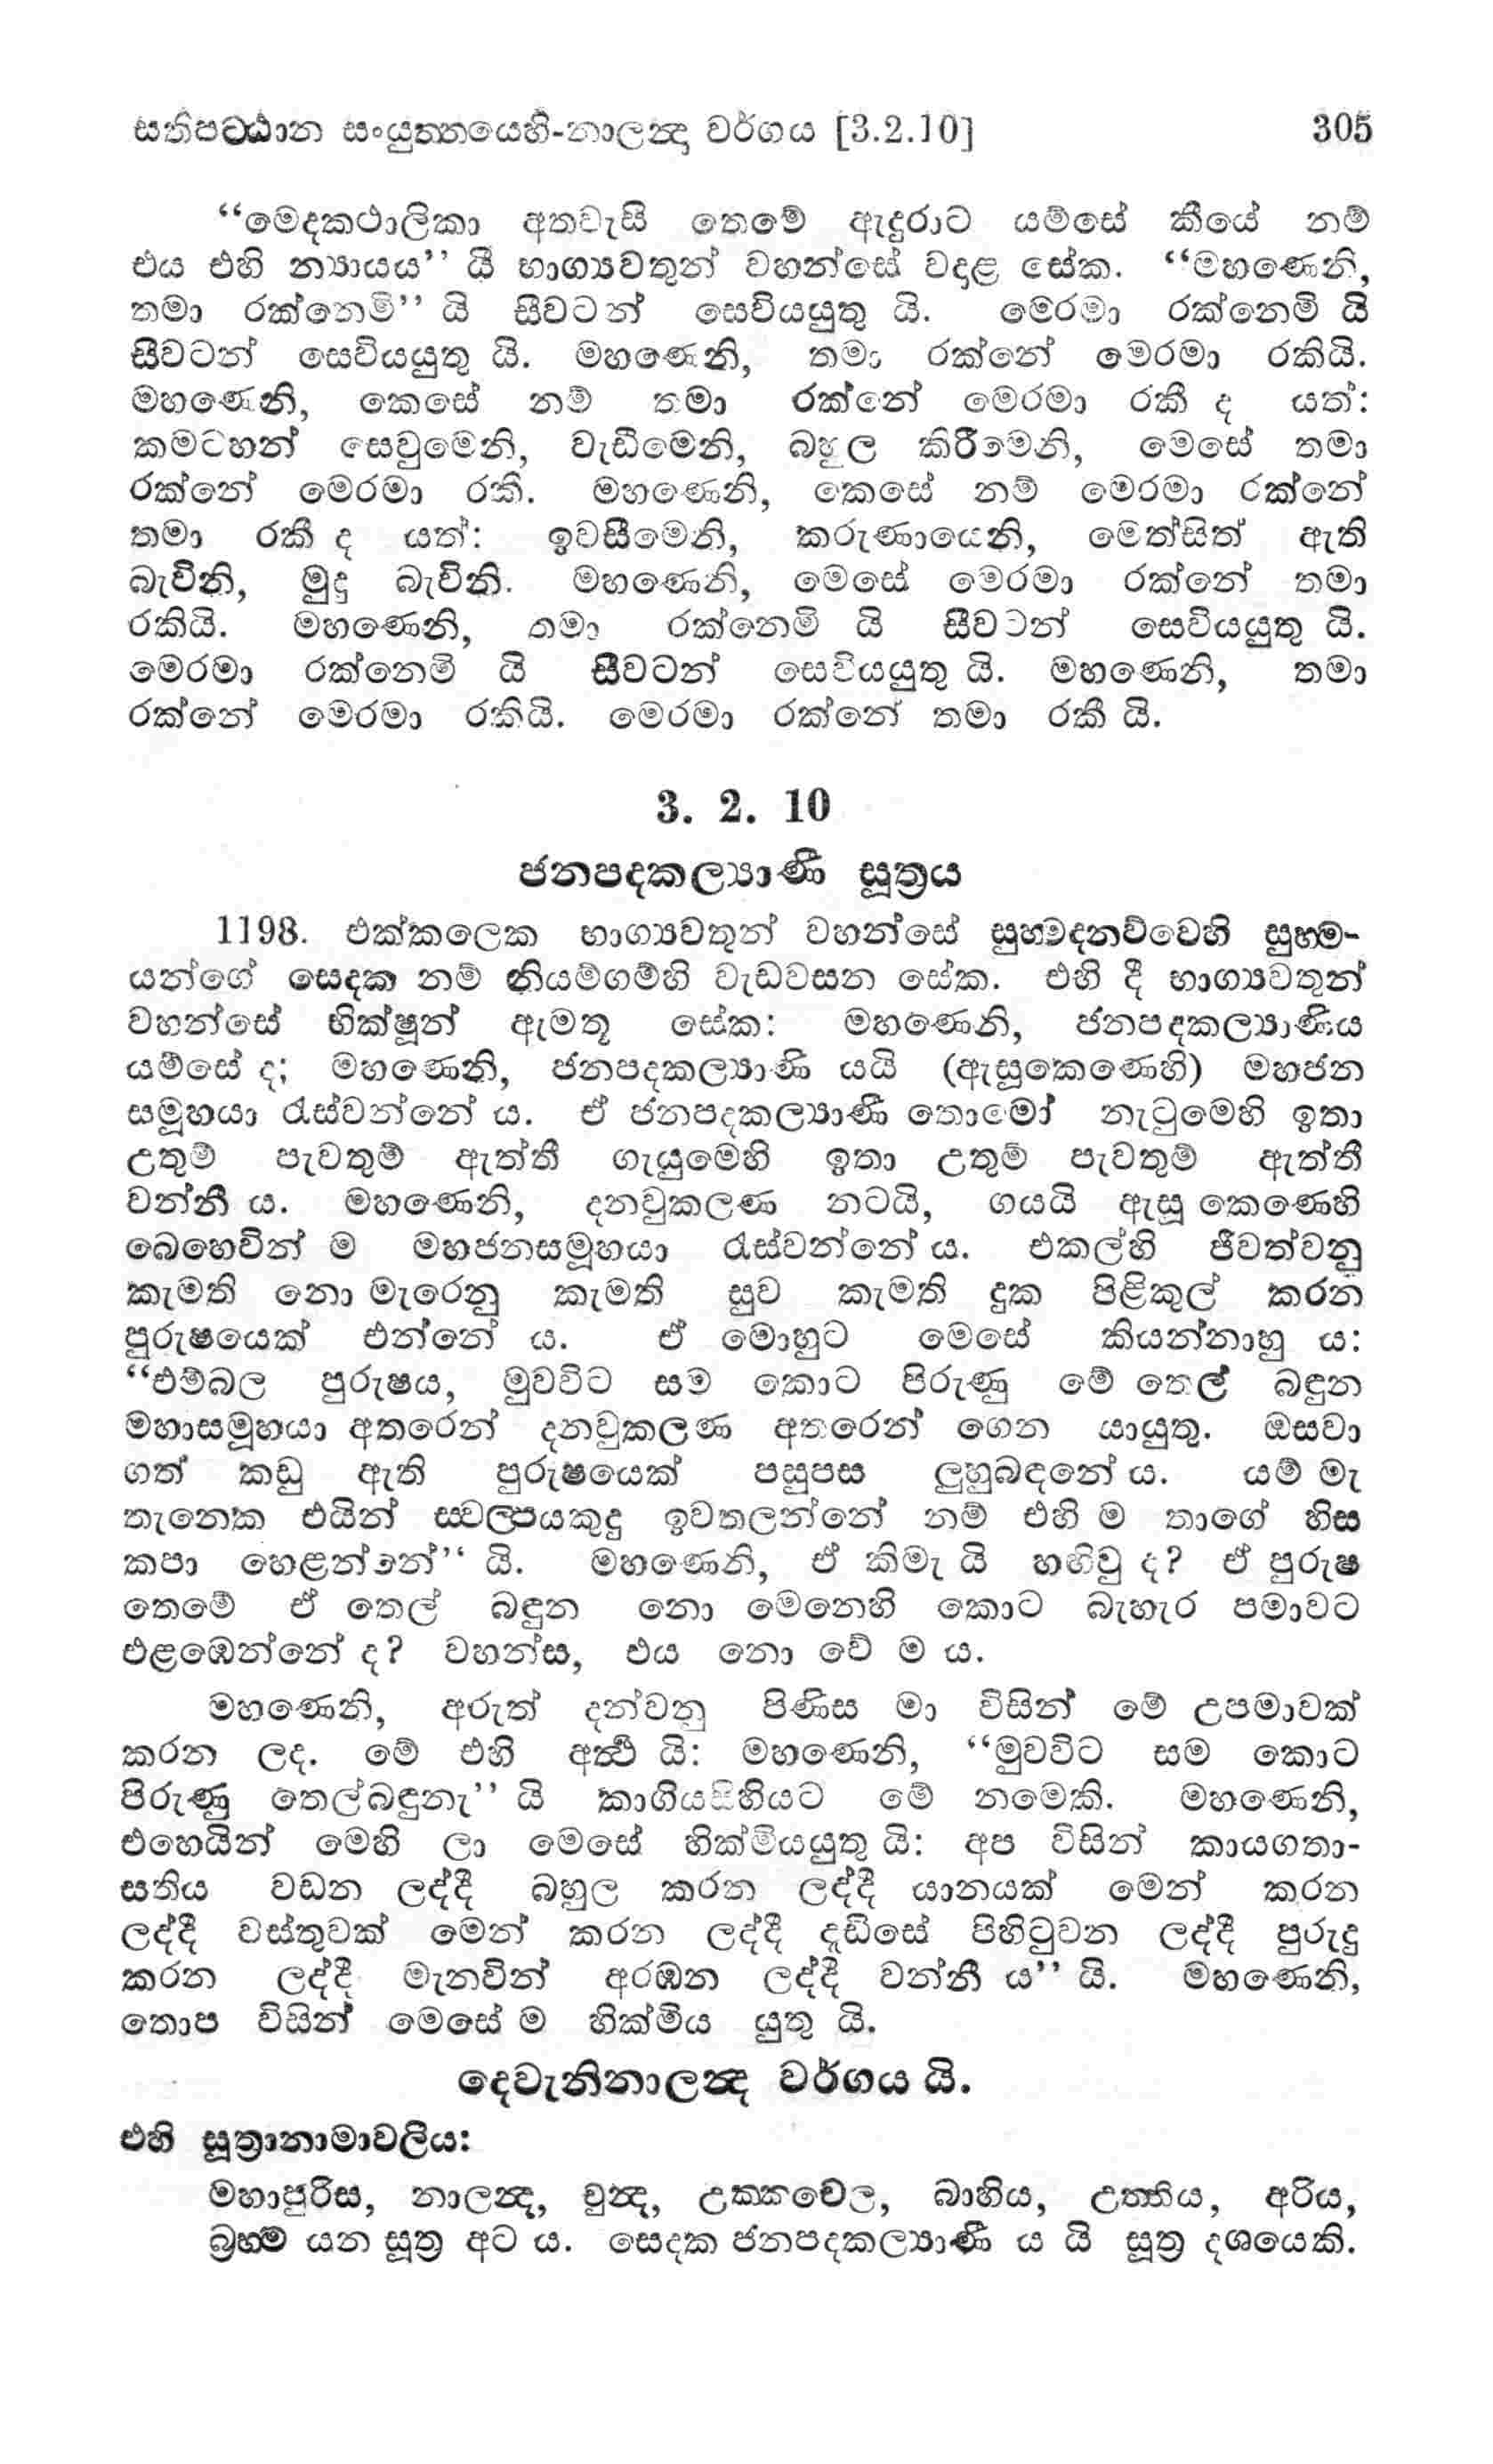 සතිපට්ඨාන සංයුත්තයෙහි-නාලන්‍දා වර්ගය [3.2.10] 305
“මෙදකථාලිකා අතවැසි තෙමේ ඇදුරාට යම්සේ කීයේ නම්
එය එහි න්‍යායය’’ යී භාග්‍යවතුන් වහන්සේ වදාළ සේක. “මහණෙනි,
තමා රක්නෙමි’’ යි සීවටන් සෙවියයුතු යි. මෙරමා රක්නෙමි යි
සීවටන් සෙවියයුතු යි. මහණෙනි, තමා රක්නේ මෙරමා රකියි.
මහණෙනි, කෙසේ නම් තමා රක්නේ මෙරමා රකී ද යත්:
කමටහන් සෙවුමෙනි, වැඩීමෙනි, බහුල කිරීමෙනි, මෙසේ තමා
රක්නේ මෙරමා රකී. මහණෙනි, කෙසේ නම් මෙරමා රක්නේ
තමා රකී ද යත්: ඉවසීමෙනි, කරුණායෙනි, මෙත්සිත් ඇති
බැවිනි, මුදු බැවිනි. මහණෙනි, මෙසේ මෙරමා රක්නේ තමා
රකියි. මහණෙනි, තමා රක්නෙමි යි සීවටන් සෙවියයුතු යි.
මෙරමා රක්නෙමි යි සීවටන් සෙවියයුතු යි. මහණෙනි, තමා
රක්නේ මෙරමා රකියි. මෙරමා රක්නේ තමා රකී යි.
3. 2. 10
ජනපදකල්‍යාණී සූත්‍රය
1198. එක්කලෙක භාග්‍යවතුන් වහන්සේ සුහ්මදනව්වෙහි සුහ්ම-
යන්ගේ සෙදක නම් නියම්ගම්හි වැඩවසන සේක. එහි දී භාග්‍යවතුන්
වහන්සේ භික්ෂූන් ඇමතූ සේක: මහණෙනි, ජනපදකල්‍යාණිය
යම්සේ ද; මහණෙනි, ජනපදකල්‍යාණි යයි (ඇසූකෙණෙහි) මහජන
සමූහයා රැස්වන්නේ ය. ඒ ජනපදකල්‍යාණී තොමෝ නැටුමෙහි ඉතා
උතුම් පැවතුම් ඇත්තී ගැයුමෙහි ඉතා උතුම් පැවතුම් ඇත්තී
වන්නී ය. මහණෙනි, දනවුකලණ නටයි, ගයයි ඇසූ කෙණෙහි
බෙහෙවින් ම මහජනසමූහයා රැස්වන්නේ ය. එකල්හි ජීවත්වනු
කැමති නො මැරෙනු කැමති සුව කැමති දුක පිළිකුල් කරන
පුරුෂයෙක් එන්නේ ය. ඒ මොහුට මෙසේ කියන්නාහු ය:
“එම්බල පුරුෂය, මුවවිට සම කොට පිරුණු මේ තෙල් බඳුන
මහාසමූහයා අතරෙන් දනවුකලණ අතරෙන් ගෙන යායුතු. ඔසවා
ගත් කඩු ඇති පුරුෂයෙක් පසුපස ලුහුබඳනේ ය. යම් මැ
තැනෙක එයින් ස්වල්පයකුදු ඉවතලන්නේ නම් එහි ම තාගේ හිස
කපා හෙළන්නේ‘‘ යි. මහණෙනි, ඒ කිමැ යි හඟිවු ද? ඒ පුරුෂ
තෙමේ ඒ තෙල් බඳුන නො මෙනෙහි කොට බැහැර පමාවට
එළඹෙන්නේ ද? වහන්ස, එය නො වේ ම ය.
මහණෙනි, අරුත් දන්වනු පිණිස මා විසින් මේ උපමාවක්
කරන ලද. මේ එහි අර්‍ත්‍ථ යි: මහණෙනි, “මුවවිට සම කොට
පිරුණු තෙල්බඳුනැ’’ යි කාගියසිහියට මේ නමෙකි. මහණෙනි,
එහෙයින් මෙහි ලා මෙසේ හික්මියයුතු යි: අප විසින් කායගතා-
සතිය වඩන ලද්දී බහුල කරන ලද්දී යානයක් මෙන් කරන
ලද්දී වස්තුවක් මෙන් කරන ලද්දී දැඩිසේ පිහිටුවන ලද්දී පුරුදු
කරන ලද්දී මැනවින් අරඹන ලද්දී වන්නී ය’’ යි. මහණෙනි,
තොප විසින් මෙසේ ම හික්මිය යුතු යි.
දෙවැනිනාලන්‍ද වර්ගය යි.
එහි සූත්‍රානාමාවලිය:
මහාපුරිස, නාලන්‍ද, චුන්‍ද, උක්කචෙල, බාහිය, උත්තිය, අරිය,
බ්‍රහ්ම යන සූත්‍ර අට ය. සෙදක ජනපදකල්‍යාණී ය යි සූත්‍ර දශයෙකි.